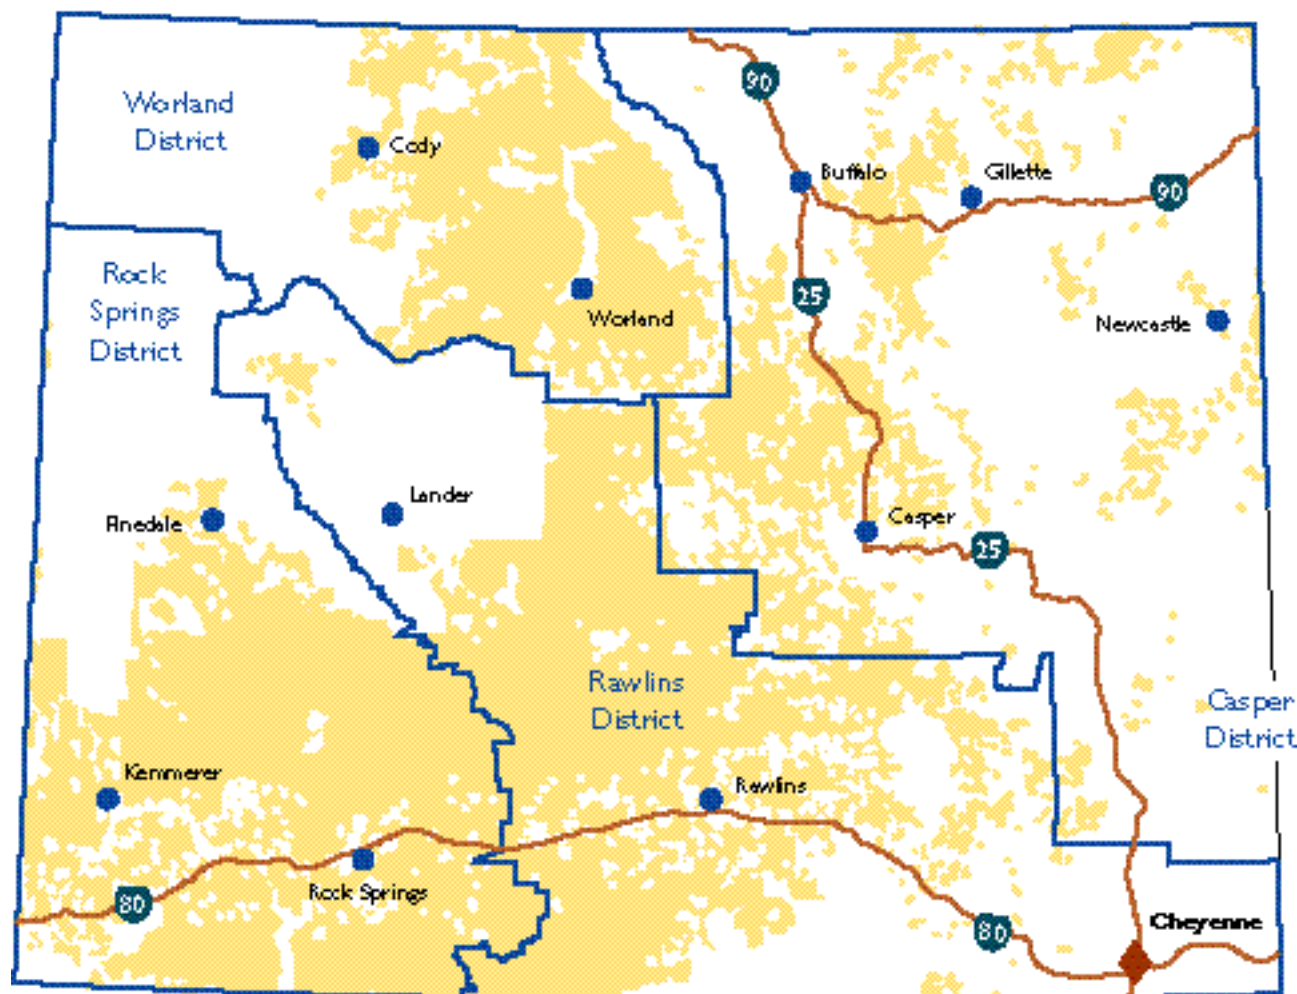 90
Worland
District
Cody
Buffalo
Gillette
90
Rock
Springs
District
25
Worland
Newcastle
Lander
Pinedale
Casper
25
Rawlins
District
Casper
District
Kemmerer
Rawlins
Rock Springs
80
80
Cheyenne